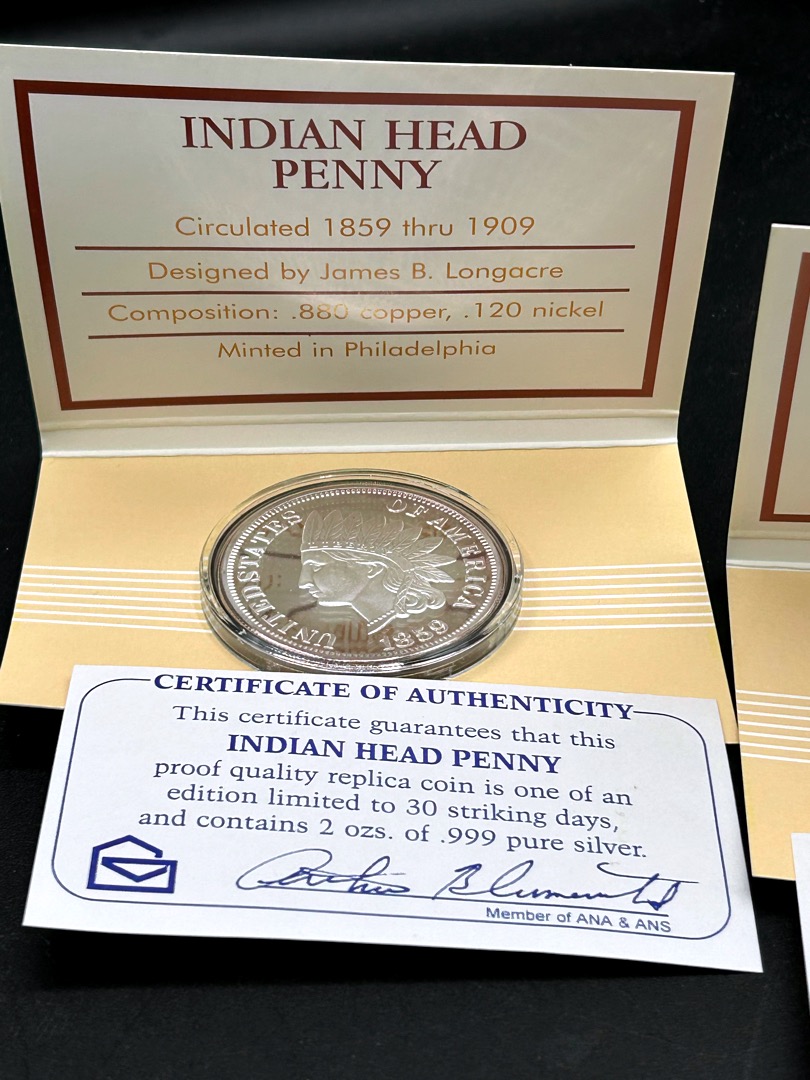 INDIAN HEAD
PENNY
Circulated 1859 thru 1909
Designed by James B. Longacre
Composition: .880 copper, .120 nickel
Minted in Philadelphia
UNITED STATES OF AMERICA
1859
CERTIFICATE OF AUTHENTICITY
This certificate guarantees that this
INDIAN HEAD PENNY
proof quality replica coin is one of an
edition limited to 30 striking days,
and contains 2 ozs. of .999 pure silver.
Member of ANA & ANS